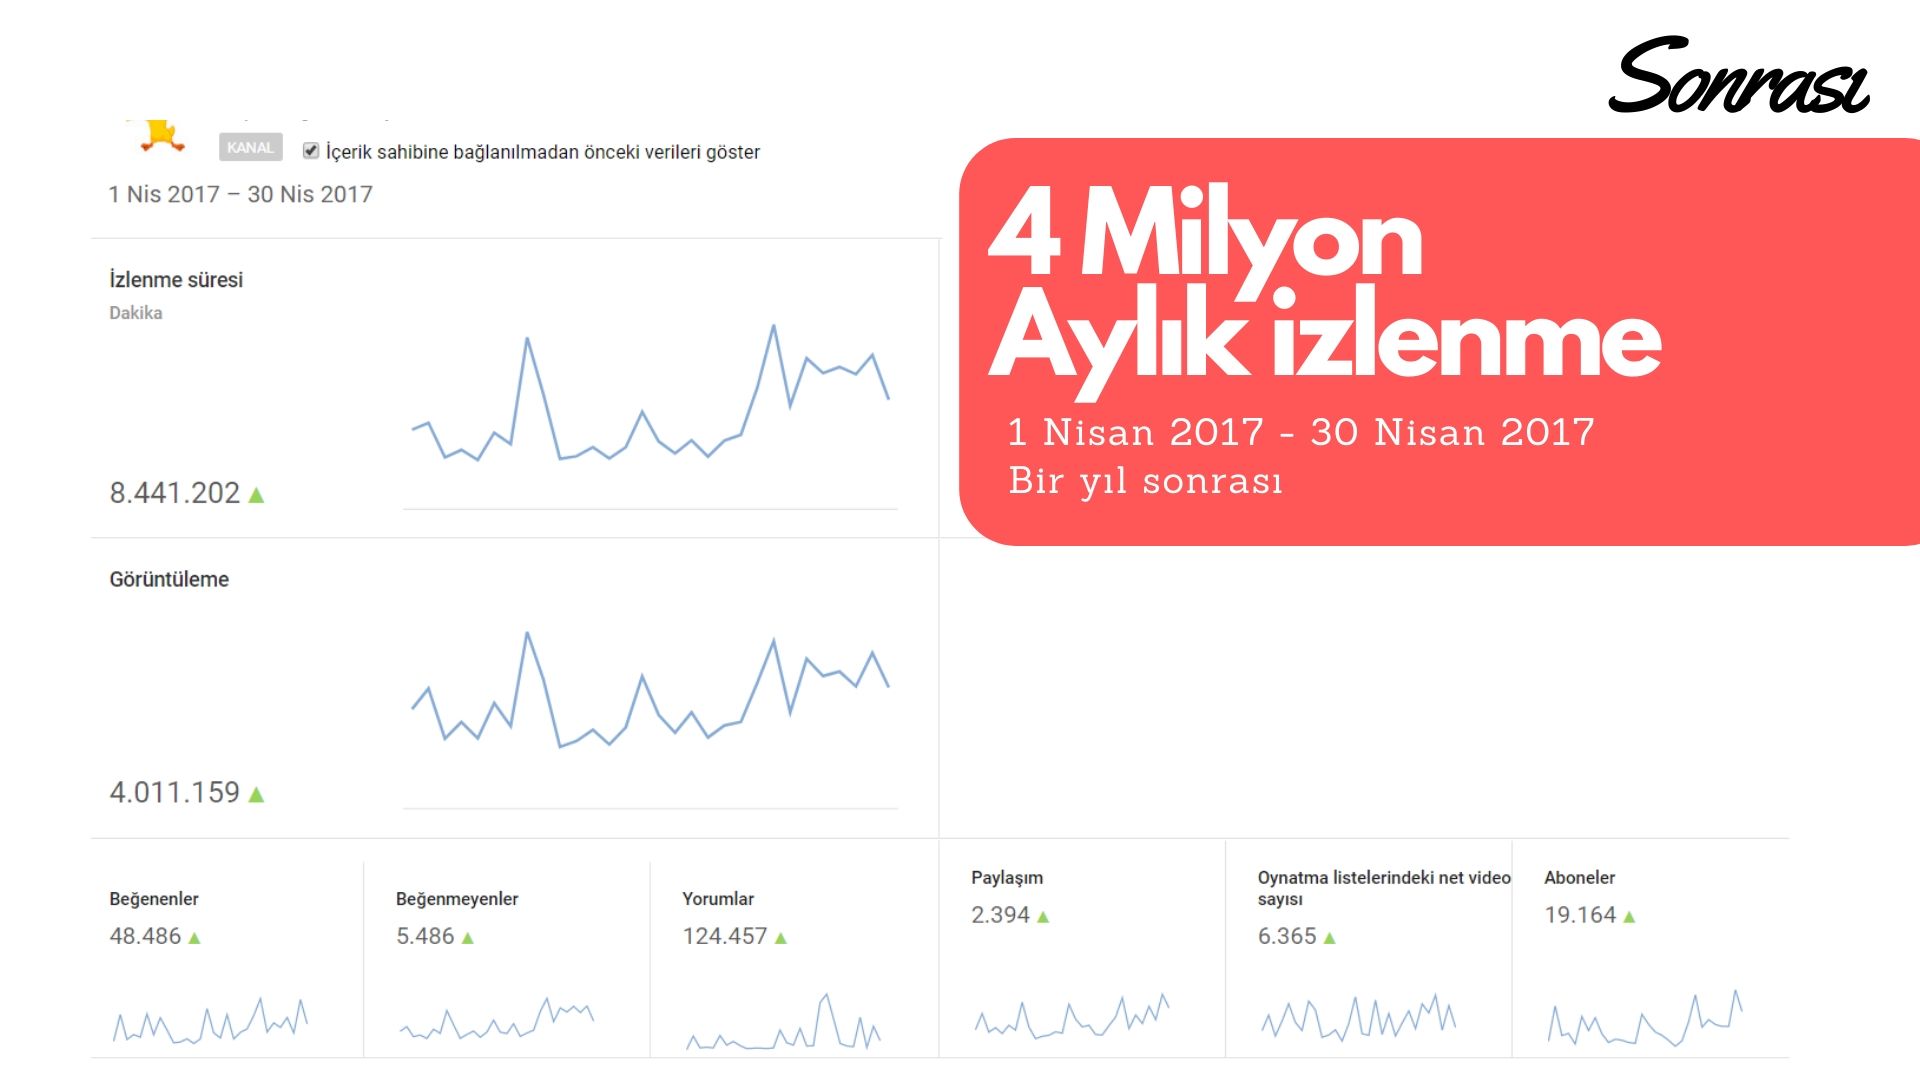 Sonrası
KANAL
İçerik sahibine bağlanılmadan önceki verileri göster
1 Nis 2017 – 30 Nis 2017
4 Milyon
Aylık izlenme
1 Nisan 2017 - 30 Nisan 2017
Bir yıl sonrası
İzlenme süresi
Dakika
8.441.202
Görüntüleme
4.011.159
Beğenenler
48.486
Beğenmeyenler
5.486
Yorumlar
124.457
Paylaşım
2.394
Oynatma listelerindeki net video
sayısı
6.365
Aboneler
19.164